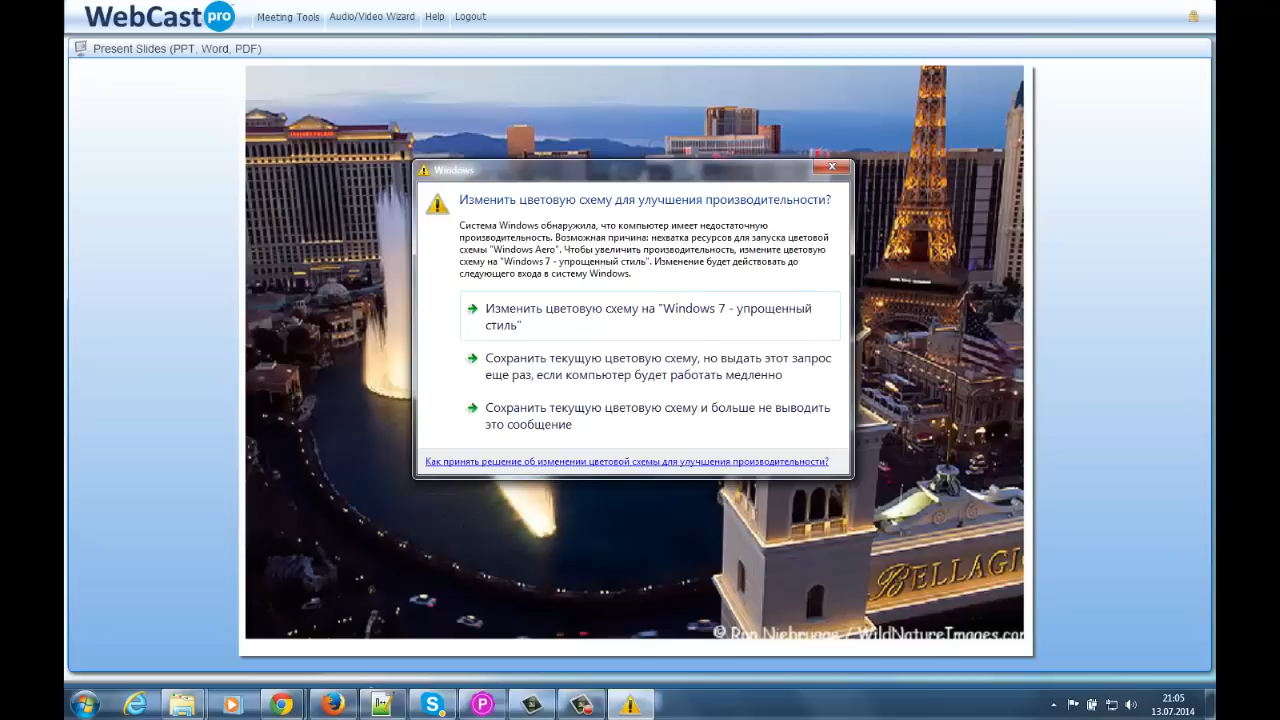 WebCast pro
Meeting Tools Audio/Video Wizard Help Logout
Present Slides (PPT, Word, PDF)
Windows
Изменить цветовую схему для улучшения производительности?
Система Windows обнаружила, что компьютер имеет недостаточную
производительность. Возможная причина: нехватка ресурсов для запуска цветовой
схемы "Windows Aero". Чтобы увеличить производительность, измените цветовую
схему на "Windows 7 - упрощенный стиль". Изменение будет действовать до
следующего входа в систему Windows.
Изменить цветовую схему на "Windows 7 - упрощенный
стиль"
Сохранить текущую цветовую схему, но выдать этот запрос
еще раз, если компьютер будет работать медленно
Сохранить текущую цветовую схему и больше не выводить
это сообщение
Как принять решение об изменении цветовой схемы для улучшения производительности?
BELLAGIO
© Ron Niebrugge / WildNatureImages.com
21:05
13.07.2014